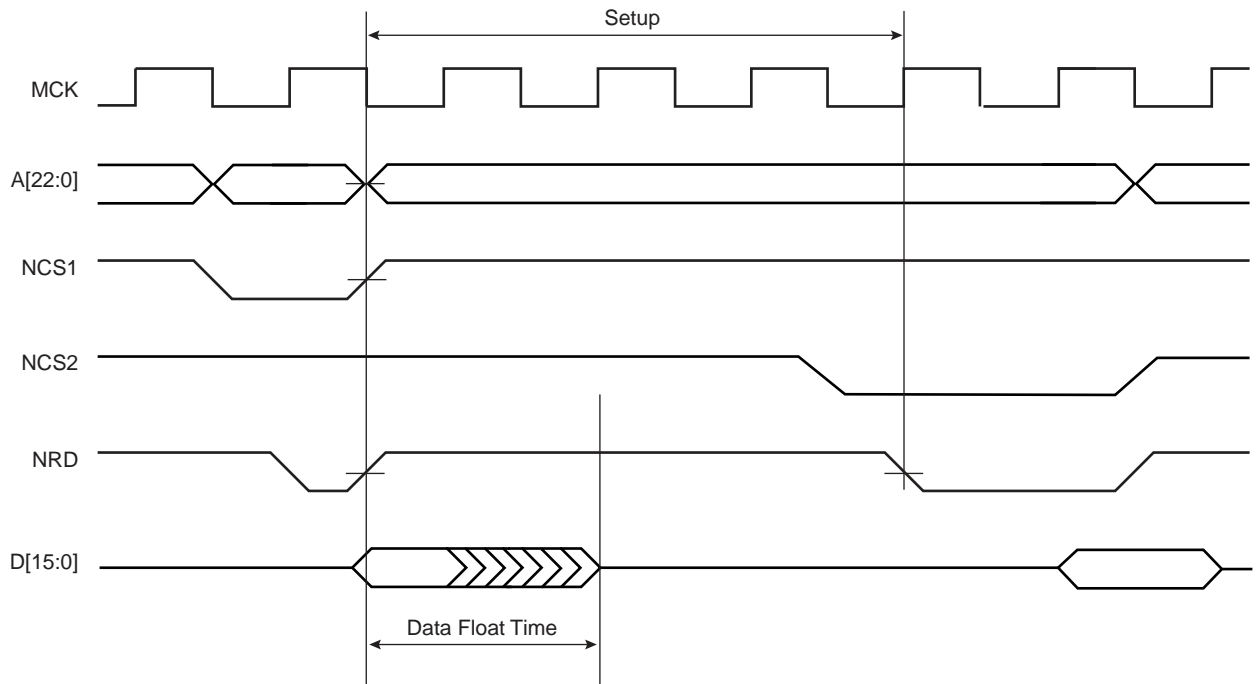 Setup
MCK
A[22:0]
NCS1
NCS2
NRD
D[15:0]
Data Float Time